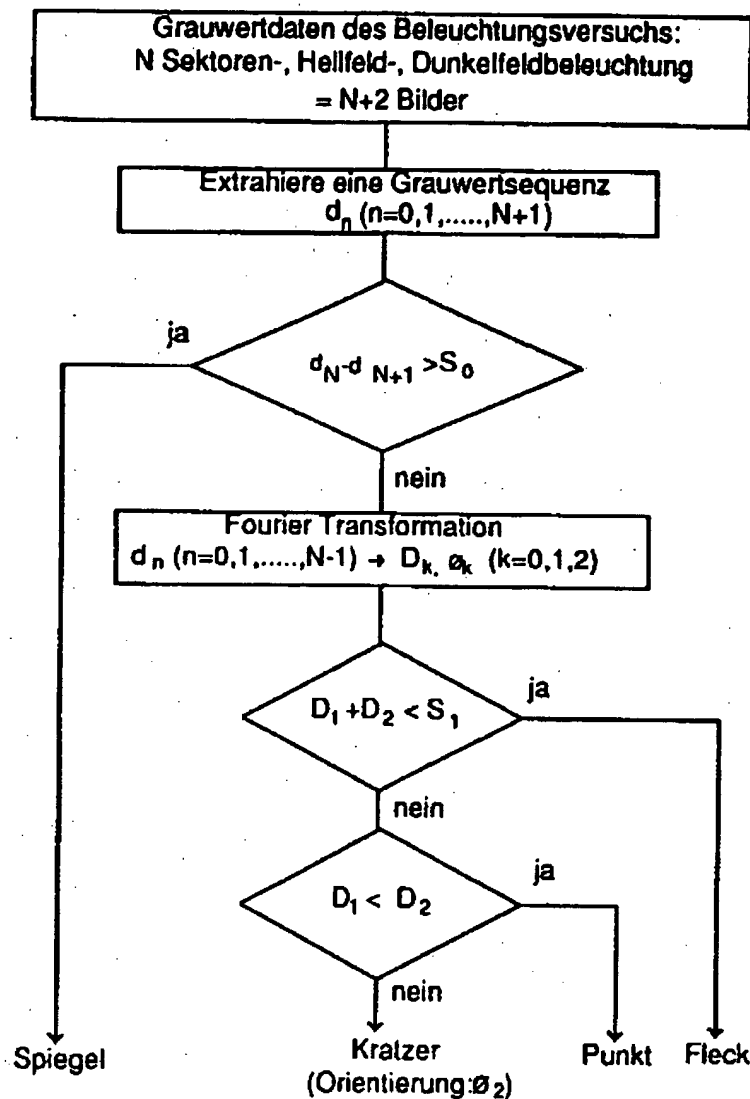 Grauwertdaten des Beleuchtungsversuchs:
N Sektoren-, Hellfeld-, Dunkelfeldbeleuchtung
= N+2 Bilder
Extrahiere eine Grauwertsequenz
dₙ (n=0,1,.....,N+1)
ja
d_N-d_N+1 >S₀
nein
Fourier Transformation
dₙ (n=0,1,.....,N-1) → Dₖ, øₖ (k=0,1,2)
D₁+D₂ < S₁
ja
nein
D₁ < D₂
ja
nein
Spiegel
Kratzer
(Orientierung:Ø₂)
Punkt
Fleck